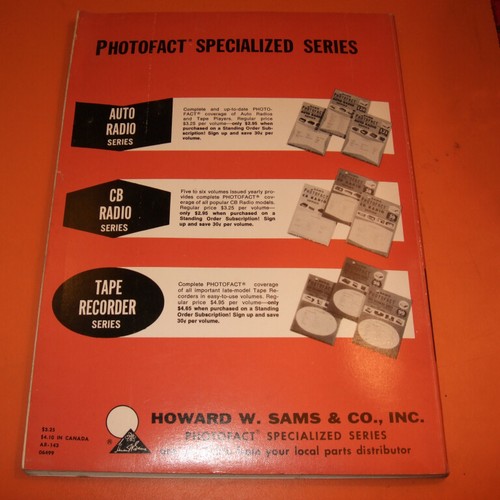 PHOTOFACT® SPECIALIZED SERIES
AUTO
RADIO
SERIES
Complete and up-to-date PHOTO-
FACT® coverage of Auto Radios
and Tape Players. Regular price
$3.25 per volume—only $2.95 when
purchased on a Standing Order Sub-
scription! Sign up and save 30¢ per
volume.
CB
RADIO
SERIES
Five to six volumes issued yearly pro-
vides complete PHOTOFACT® cov-
erage of all popular CB Radio models.
Regular price $3.25 per volume—
only $2.95 when purchased on a
Standing Order Subscription! Sign
up and save 30¢ per volume.
TAPE
RECORDER
SERIES
Complete PHOTOFACT® coverage
of all important late-model Tape Re-
corders in easy-to-use volumes. Reg-
ular price $4.95 per volume—only
$4.65 when purchased on a Standing
Order Subscription! Sign up and save
30¢ per volume.
$4.10 IN CANADA
AR-142
05499
HOWARD W. SAMS & CO., INC.
PHOTOFACT® SPECIALIZED SERIES
your local parts distributor